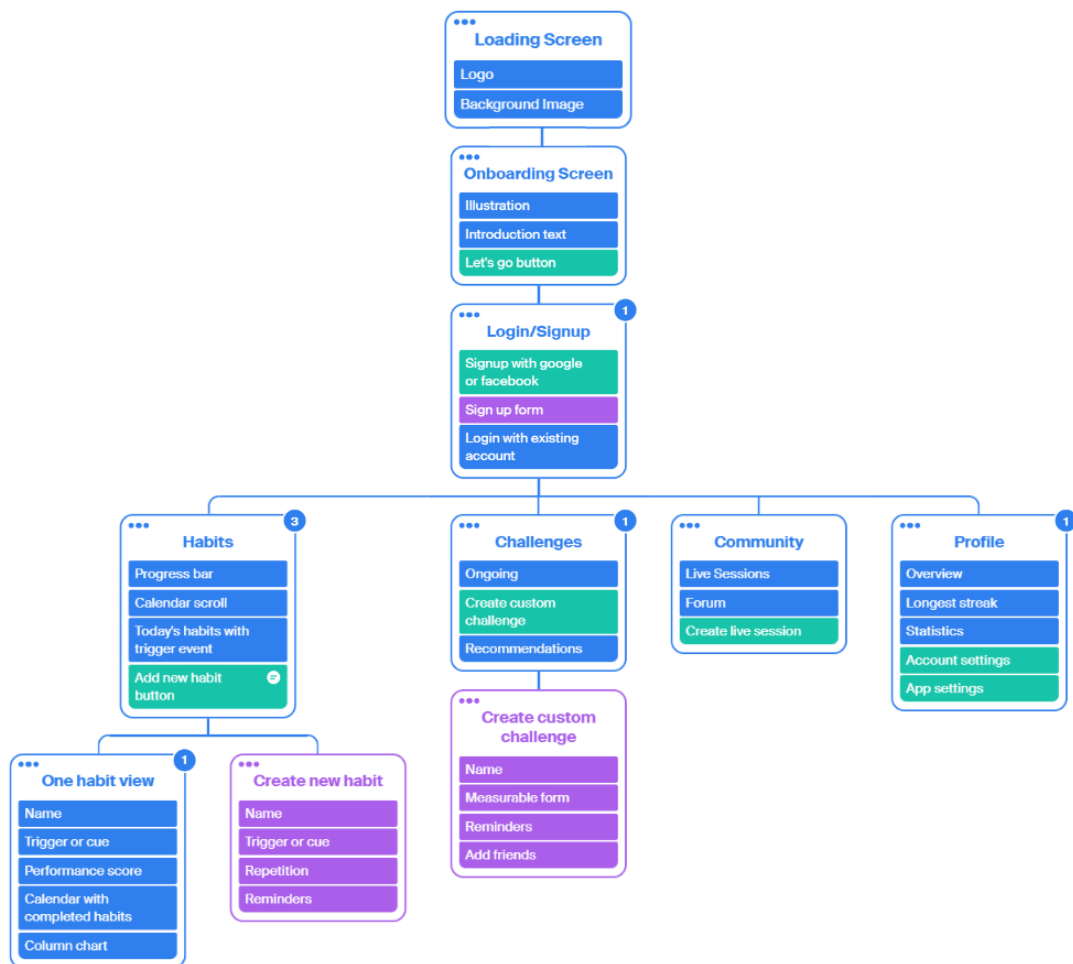 Loading Screen
Logo
Background Image
Onboarding Screen
Illustration
Introduction text
Let's go button
1
Login/Signup
Signup with google
or facebook
Sign up form
Login with existing
account
3
Habits
Progress bar
Calendar scroll
Today's habits with
trigger event
Add new habit
button
1
Challenges
Ongoing
Create custom
challenge
Recommendations
Community
Live Sessions
Forum
Create live session
1
Profile
Overview
Longest streak
Statistics
Account settings
App settings
1
One habit view
Name
Trigger or cue
Performance score
Calendar with
completed habits
Column chart
Create new habit
Name
Trigger or cue
Repetition
Reminders
Create custom
challenge
Name
Measurable form
Reminders
Add friends